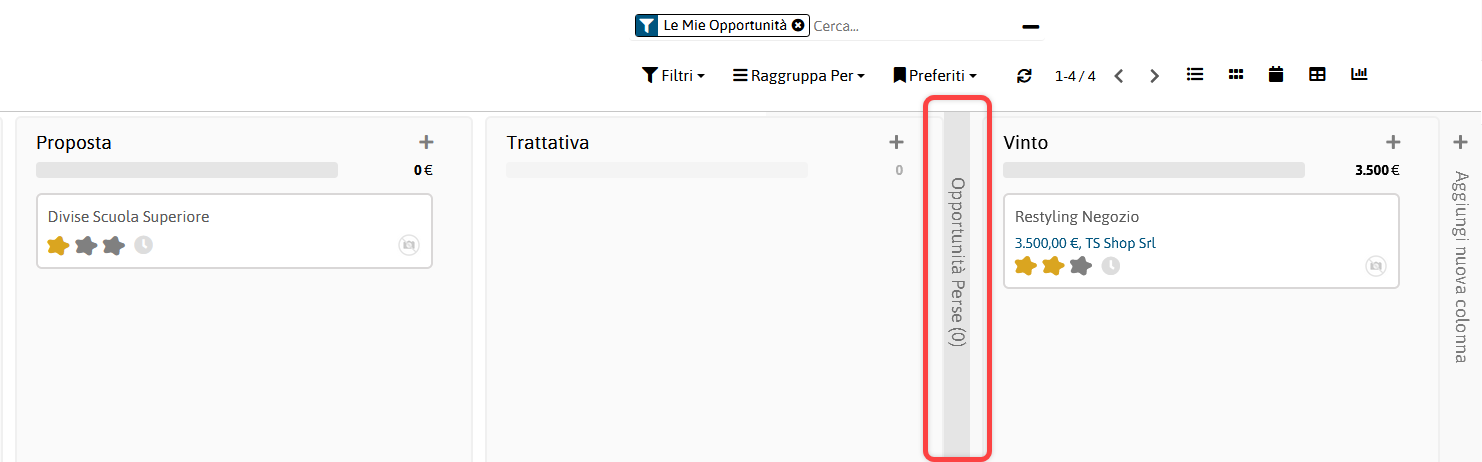 Le Mie Opportunità Cerca...
Filtri Raggruppa Per Preferiti 1-4 / 4
Proposta
0 €
Divise Scuola Superiore
Trattativa
0
Opportunità Perse (0)
Vinto
3.500 €
Restyling Negozio
3.500,00 €, TS Shop Srl
Aggiungi nuova colonna